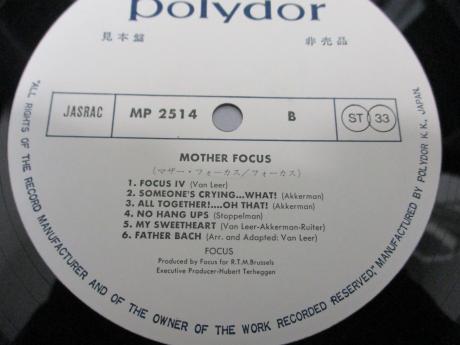 polydor
見本盤 非売品
JASRAC MP 2514 B ST 33
MOTHER FOCUS
(マザー・フォーカス/フォーカス)
1. FOCUS IV (Van Leer)
2. SOMEONE'S CRYING...WHAT! (Akkerman)
3. ALL TOGETHER!....OH THAT! (Akkerman)
4. NO HANG UPS (Stoppelman)
5. MY SWEETHEART (Van Leer-Akkerman-Ruiter)
6. FATHER BACH (Arr. and Adapted: Van Leer)
FOCUS
Produced by Focus for R.T.M.Brussels
Executive Producer-Hubert Terheggen
"ALL RIGHTS OF THE RECORD MANUFACTURER AND OF THE OWNER OF THE WORK RECORDED RESERVED," MANUFACTURED BY POLYDOR K.K., JAPAN.